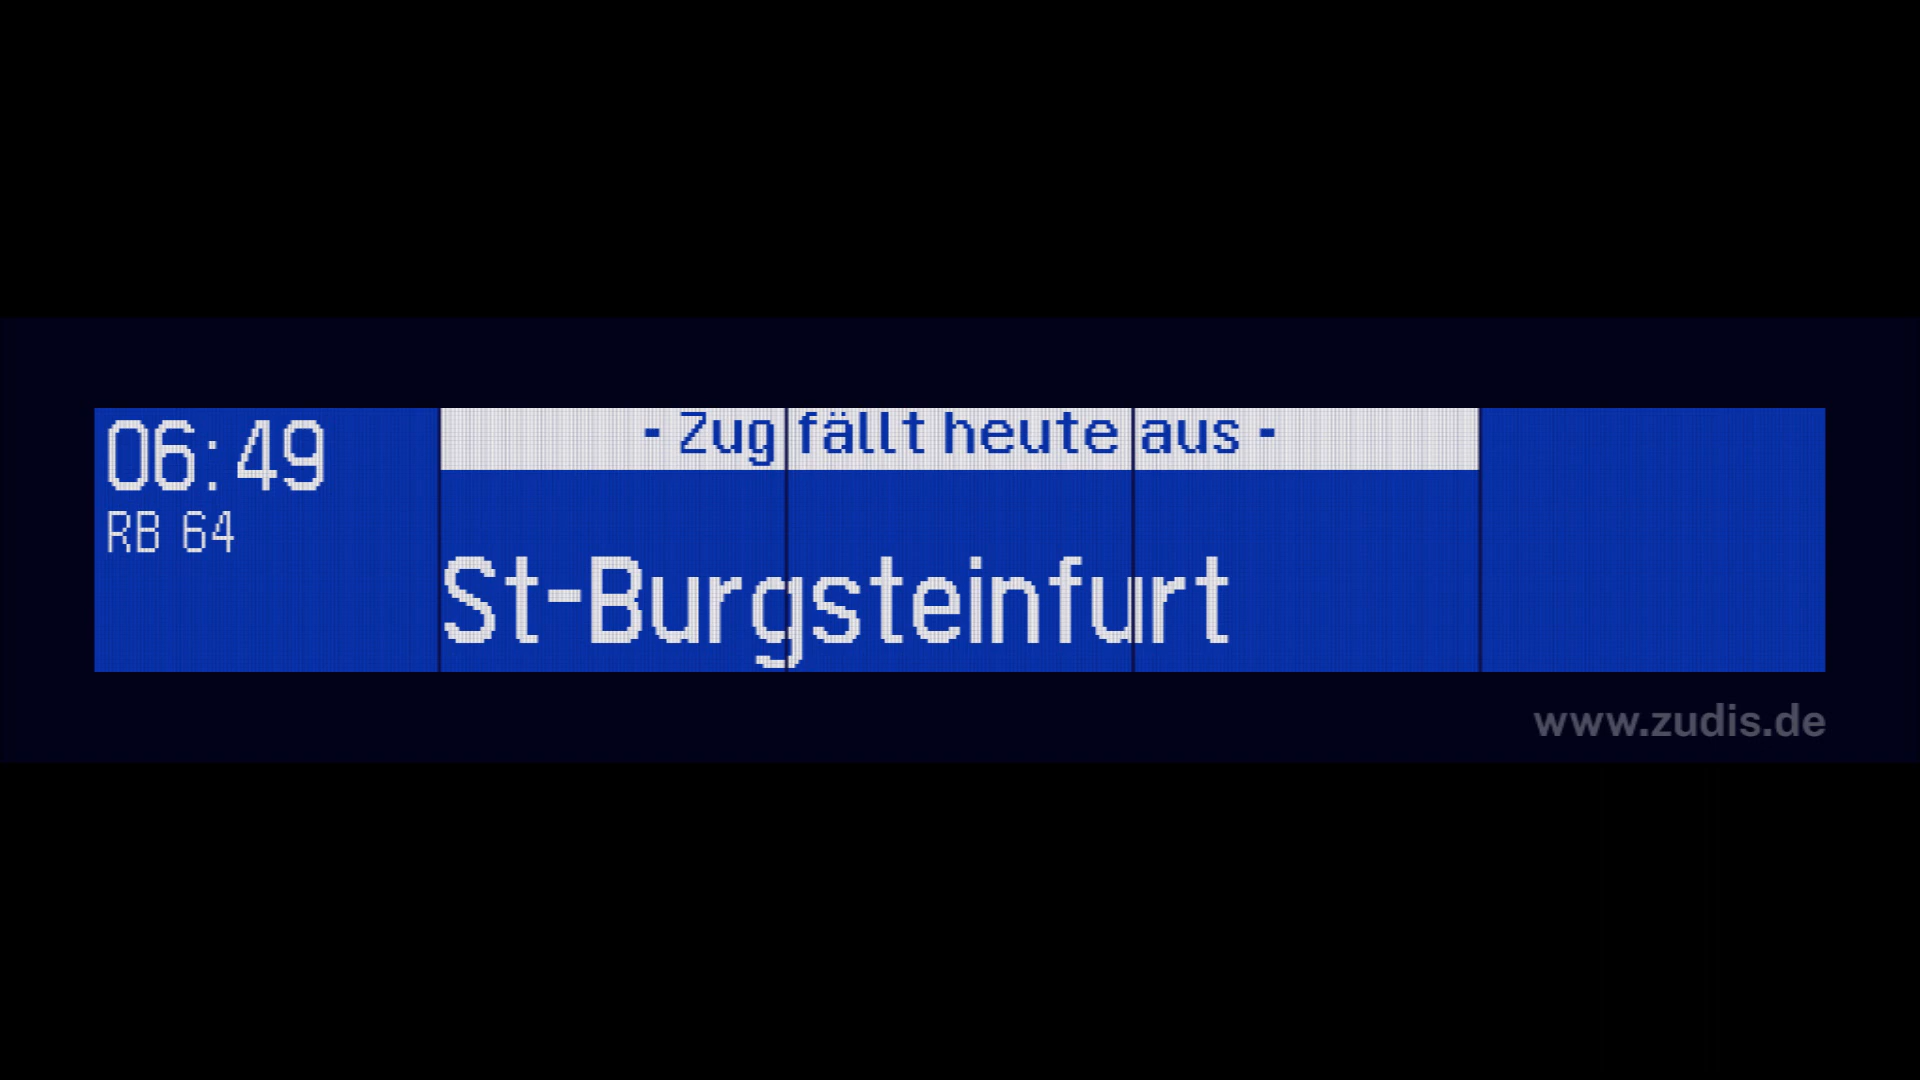 06:49
- Zug fällt heute aus -
RB 64
St-Burgsteinfurt
www.zudis.de